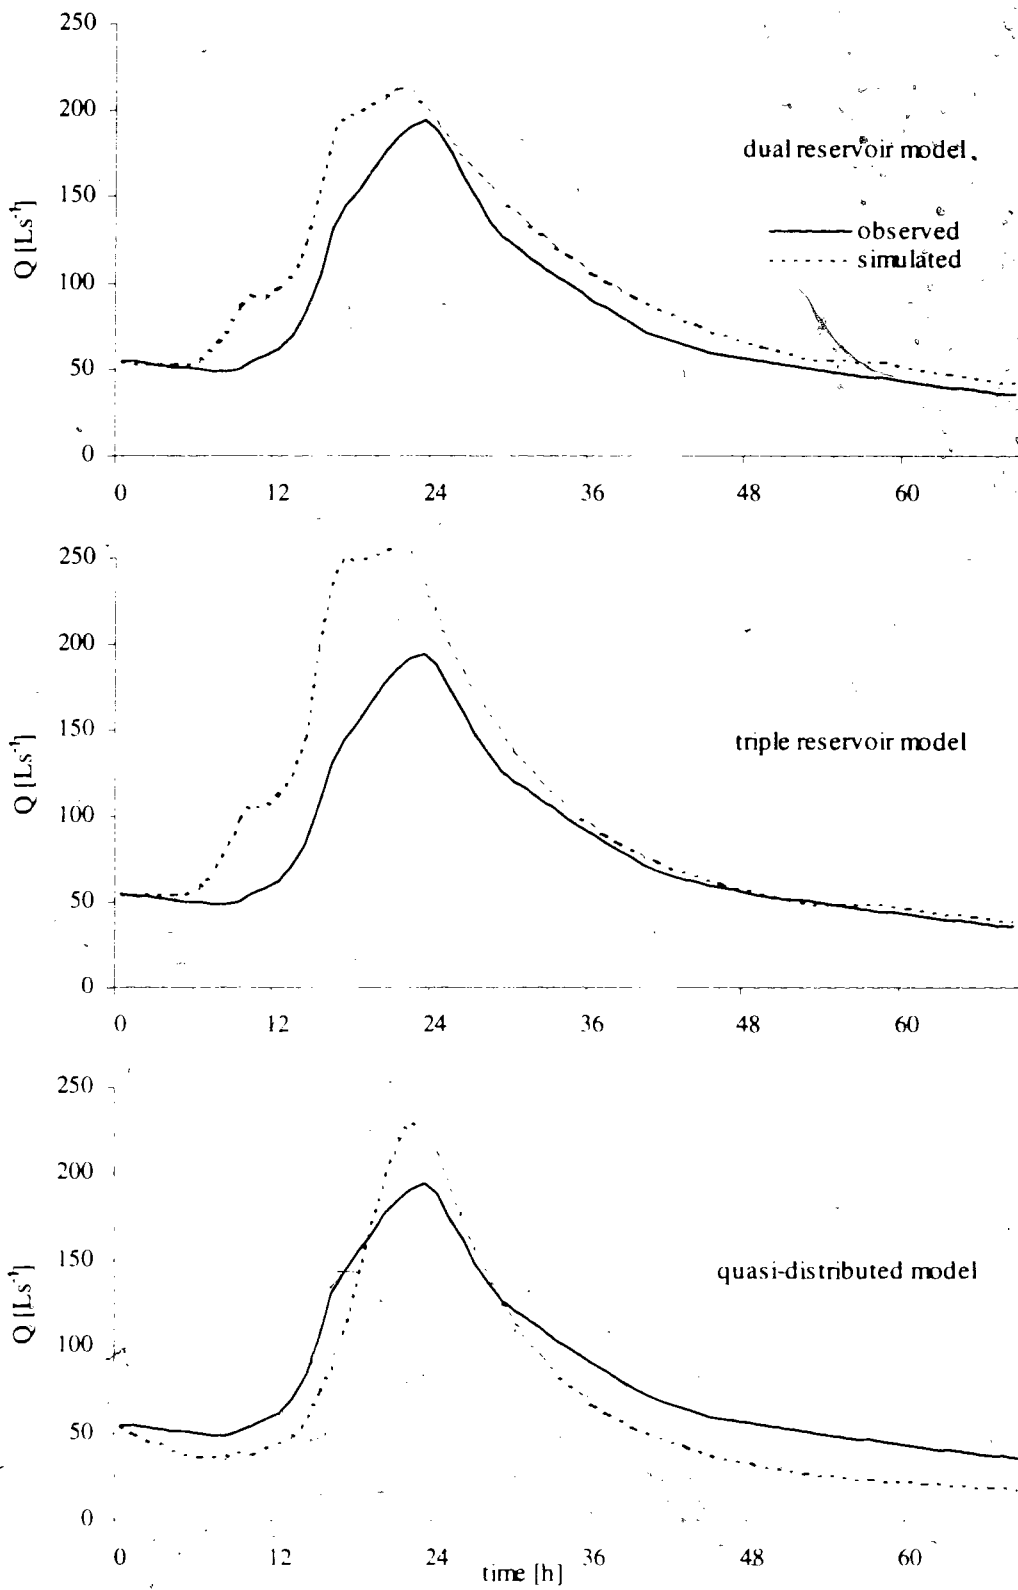 250
200
150
100
50
0
Q [Ls⁻¹]
dual reservoir model
observed
simulated
0 12 24 36 48 60
250
200
150
100
50
0
Q [Ls⁻¹]
triple reservoir model
0 12 24 36 48 60
250
200
150
100
50
0
Q [Ls⁻¹]
quasi-distributed model
0 12 24 36 48 60
time [h]